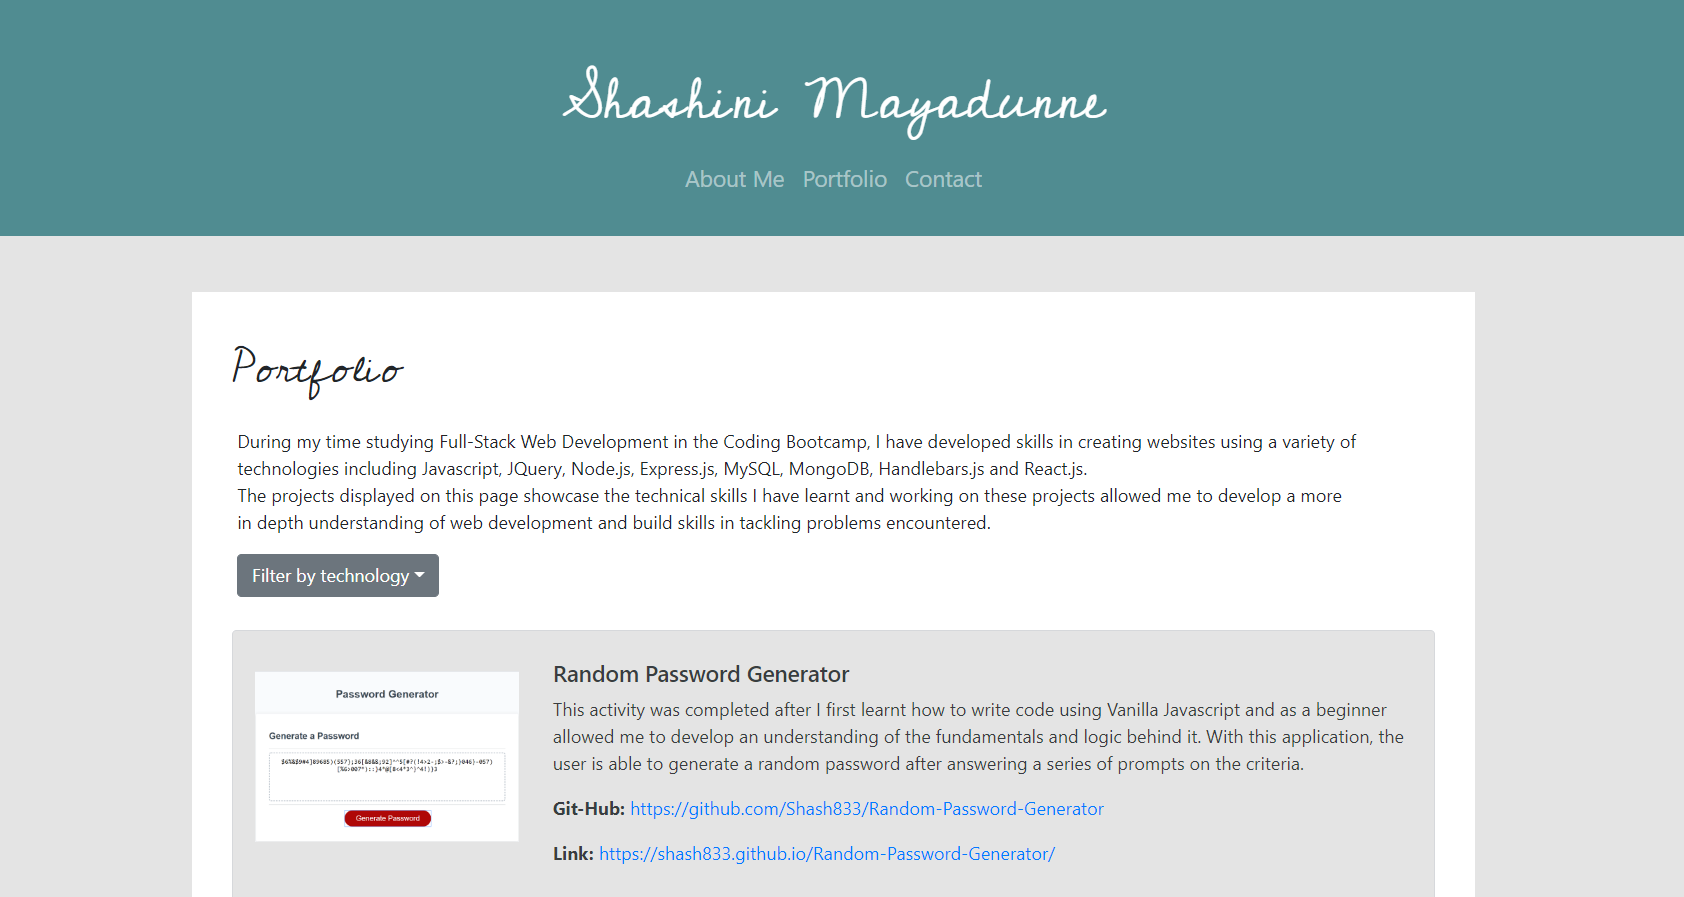 Shashini Mayadunne
About Me Portfolio Contact
Portfolio
During my time studying Full-Stack Web Development in the Coding Bootcamp, I have developed skills in creating websites using a variety of
technologies including Javascript, JQuery, Node.js, Express.js, MySQL, MongoDB, Handlebars.js and React.js.
The projects displayed on this page showcase the technical skills I have learnt and working on these projects allowed me to develop a more
in depth understanding of web development and build skills in tackling problems encountered.
Filter by technology
Password Generator
Generate a Password
Generate Password
Random Password Generator
This activity was completed after I first learnt how to write code using Vanilla Javascript and as a beginner
allowed me to develop an understanding of the fundamentals and logic behind it. With this application, the
user is able to generate a random password after answering a series of prompts on the criteria.
Git-Hub: https://github.com/Shash833/Random-Password-Generator
Link: https://shash833.github.io/Random-Password-Generator/